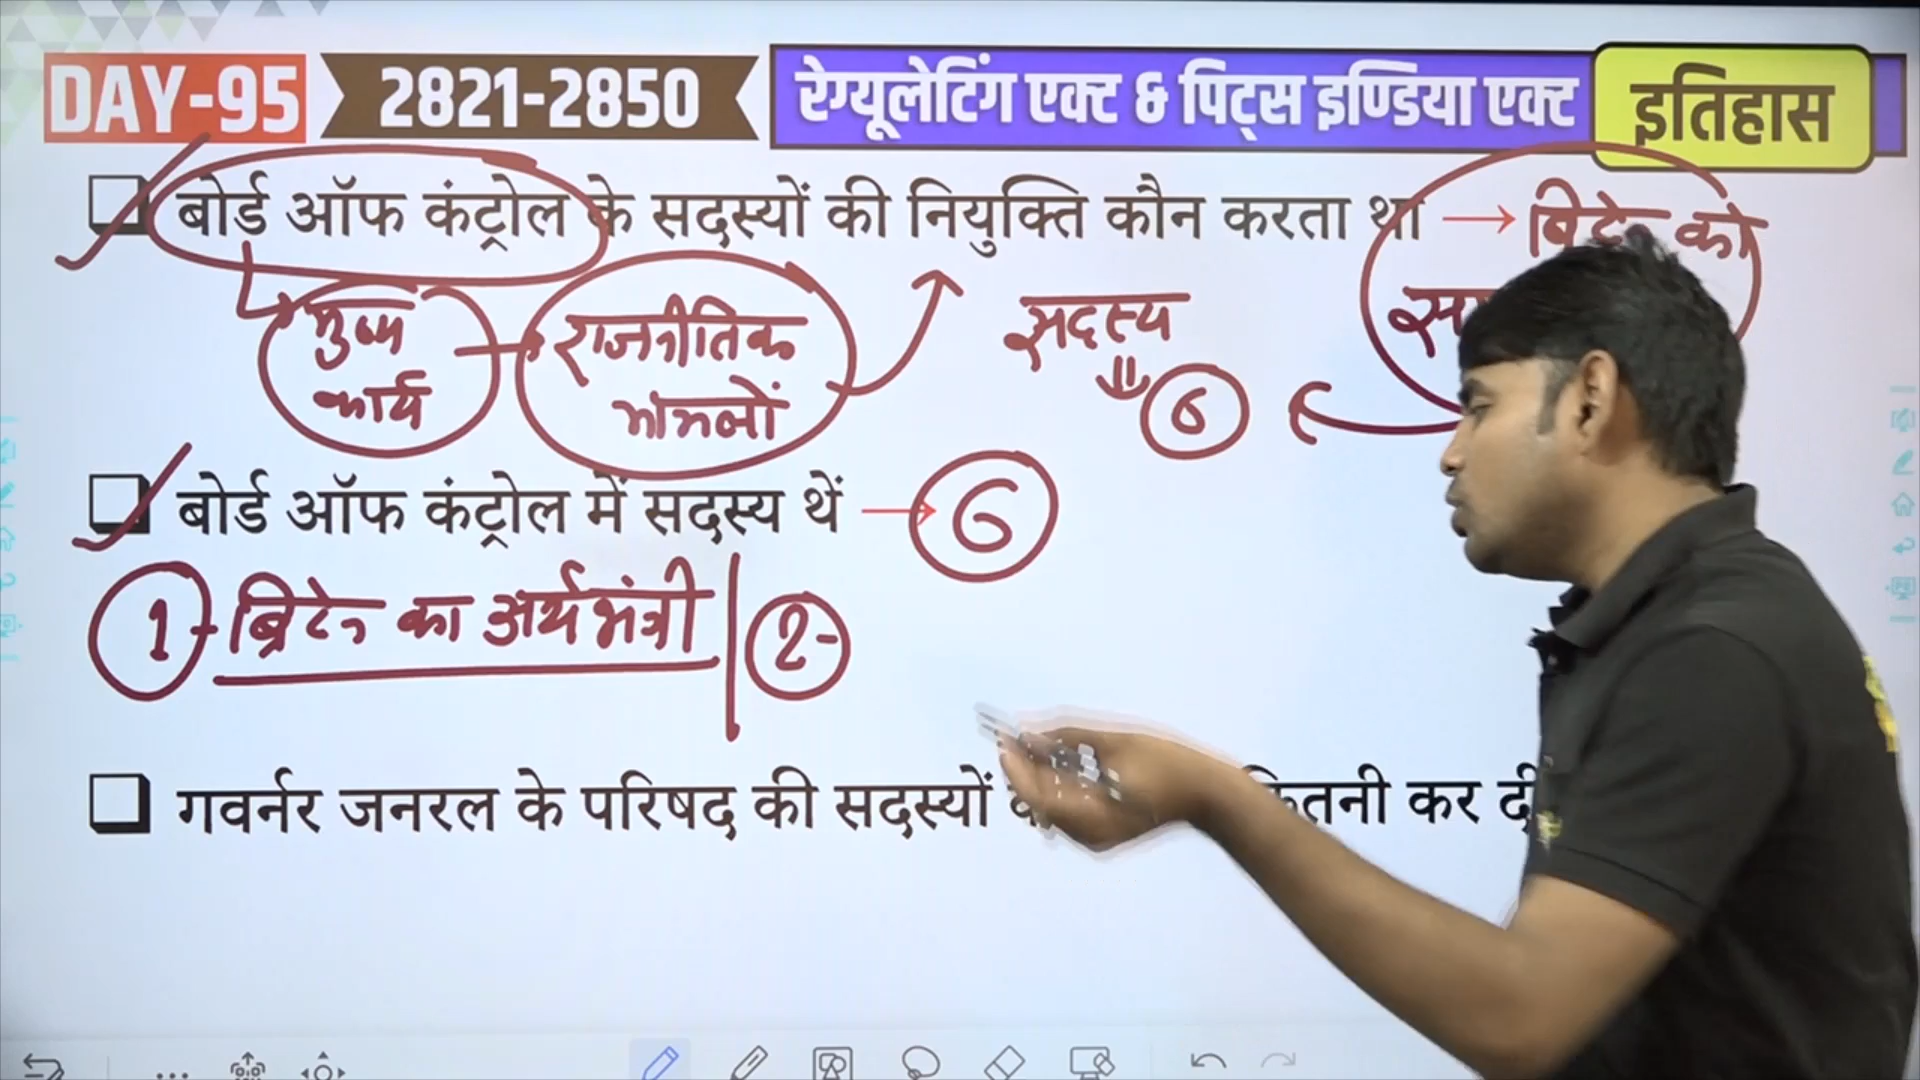 DAY-95 2821-2850 रेग्यूलेटिंग एक्ट & पिट्स इण्डिया एक्ट इतिहास
बोर्ड ऑफ कंट्रोल के सदस्यों की नियुक्ति कौन करता था → ब्रिटेन की
मुख्य कार्य
राजनीतिक मामलों
सदस्य
6
बोर्ड ऑफ कंट्रोल में सदस्य थें → 6
1- ब्रिटेन का अर्थमंत्री | 2-
गवर्नर जनरल के परिषद की सदस्यों कितनी कर दी